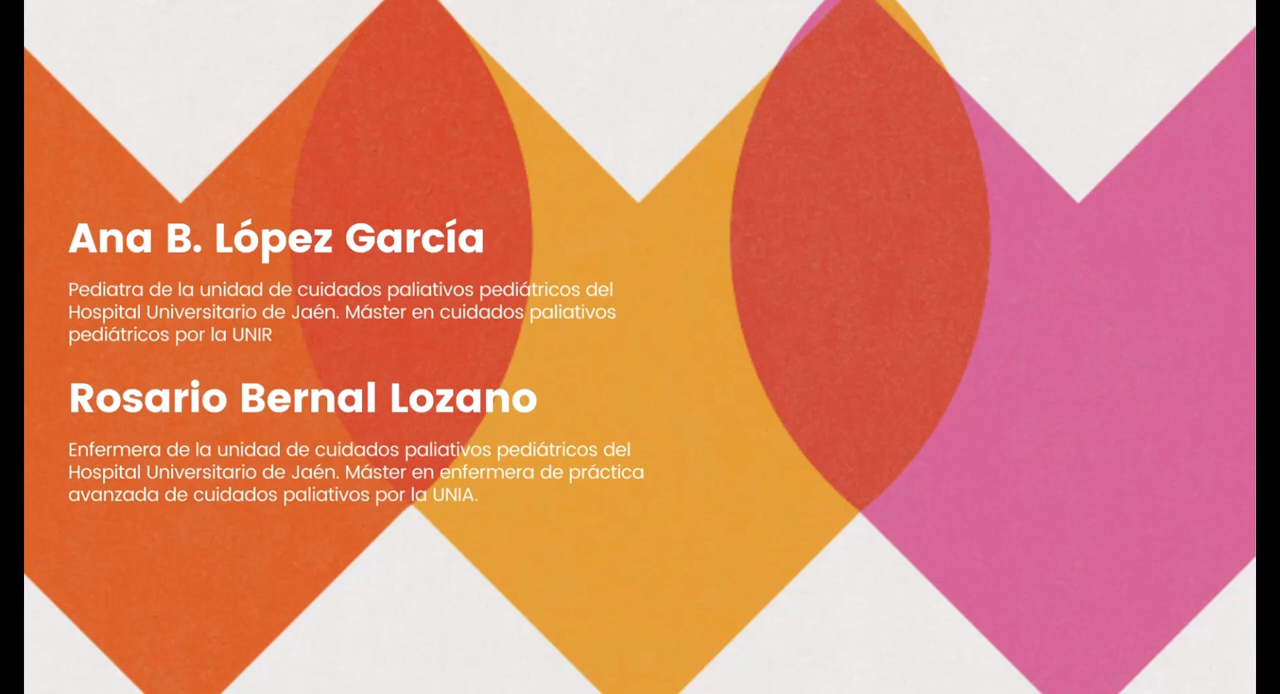 Ana B. López García
Pediatra de la unidad de cuidados paliativos pediátricos del
Hospital Universitario de Jaén. Máster en cuidados paliativos
pediátricos por la UNIR
Rosario Bernal Lozano
Enfermera de la unidad de cuidados paliativos pediátricos del
Hospital Universitario de Jaén. Máster en enfermera de práctica
avanzada de cuidados paliativos por la UNIA.